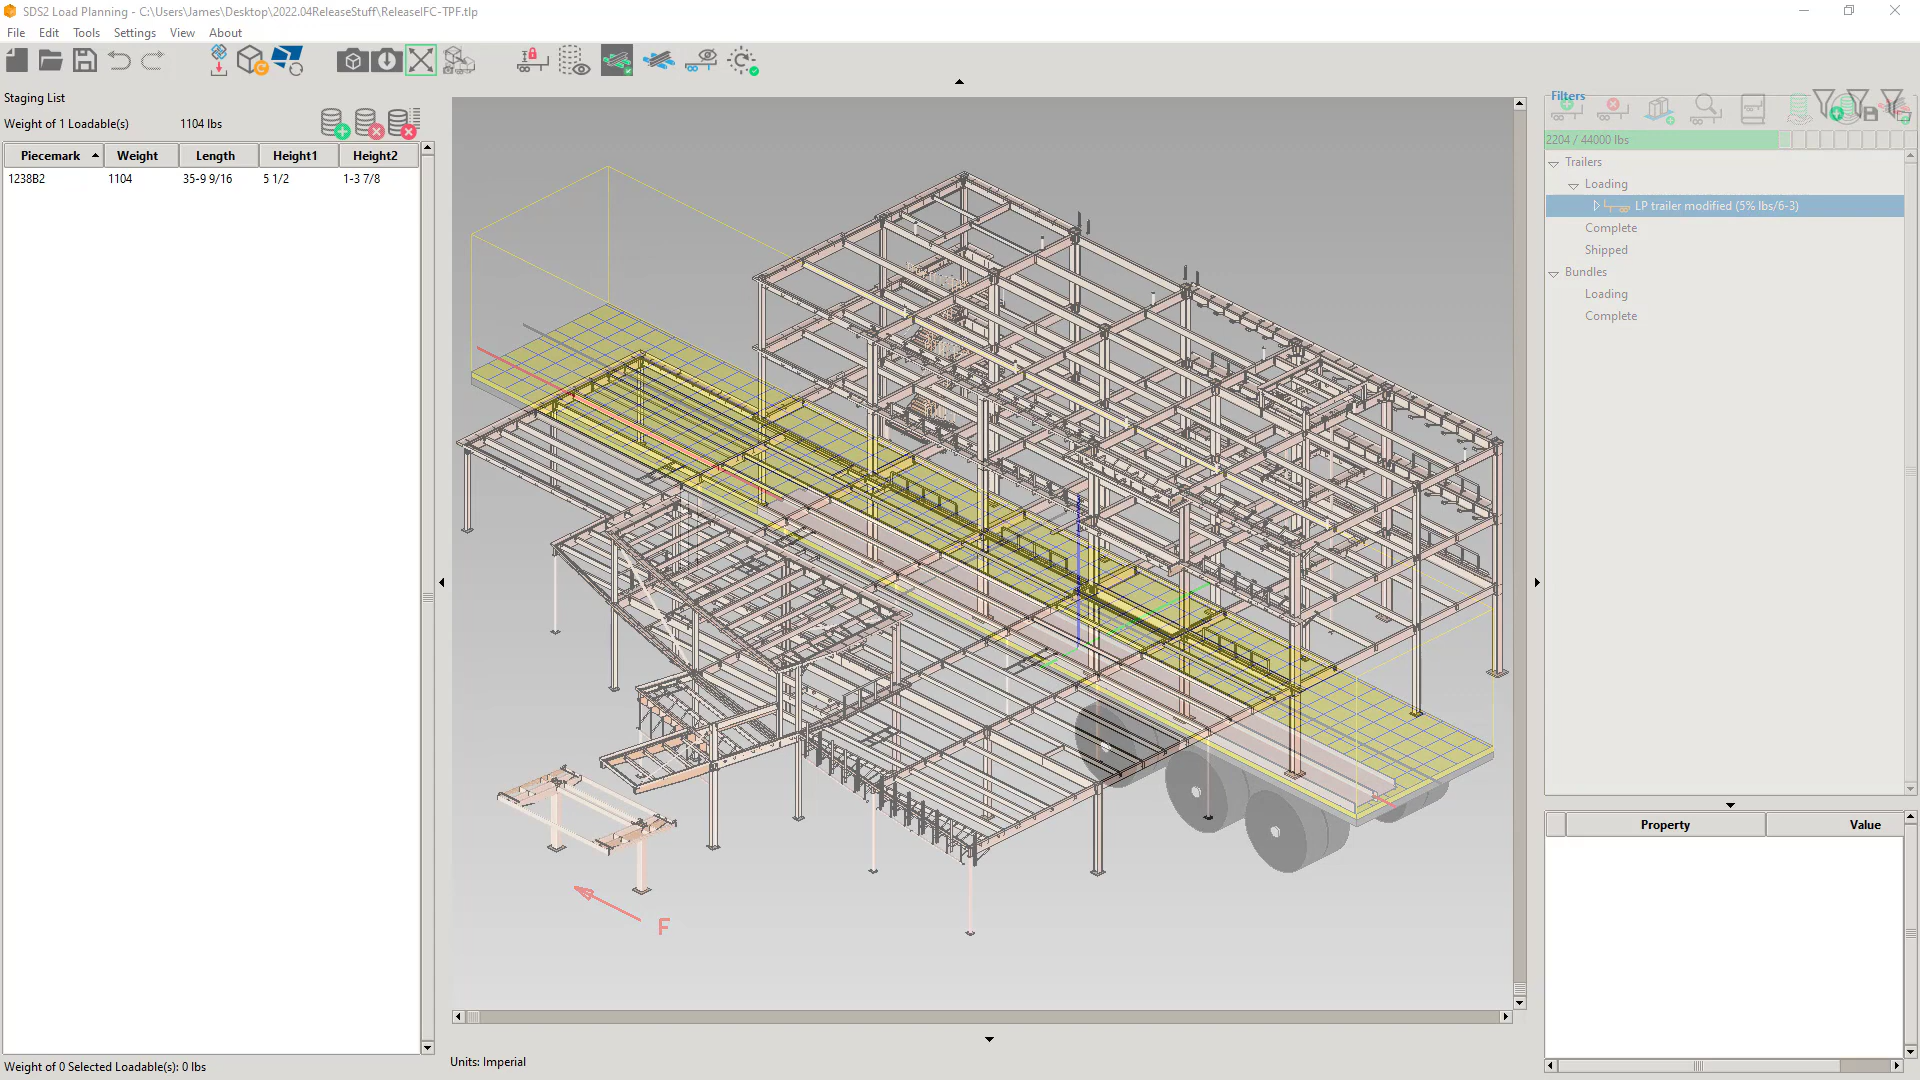 SDS2 Load Planning - C:\Users\James\Desktop\2022.04ReleaseStuff\ReleaseIFC-TPF.tlp
File Edit Tools Settings View About
Staging List
Weight of 1 Loadable(s) 1104 lbs
Piecemark Weight Length Height1 Height2
1238B2 1104 35-9 9/16 5 1/2 1-3 7/8
Weight of 0 Selected Loadable(s): 0 lbs
F
Units: Imperial
Filters
2204 / 44000 lbs
Trailers
Loading
LP trailer modified (5% lbs/6-3)
Complete
Shipped
Bundles
Loading
Complete
Property Value